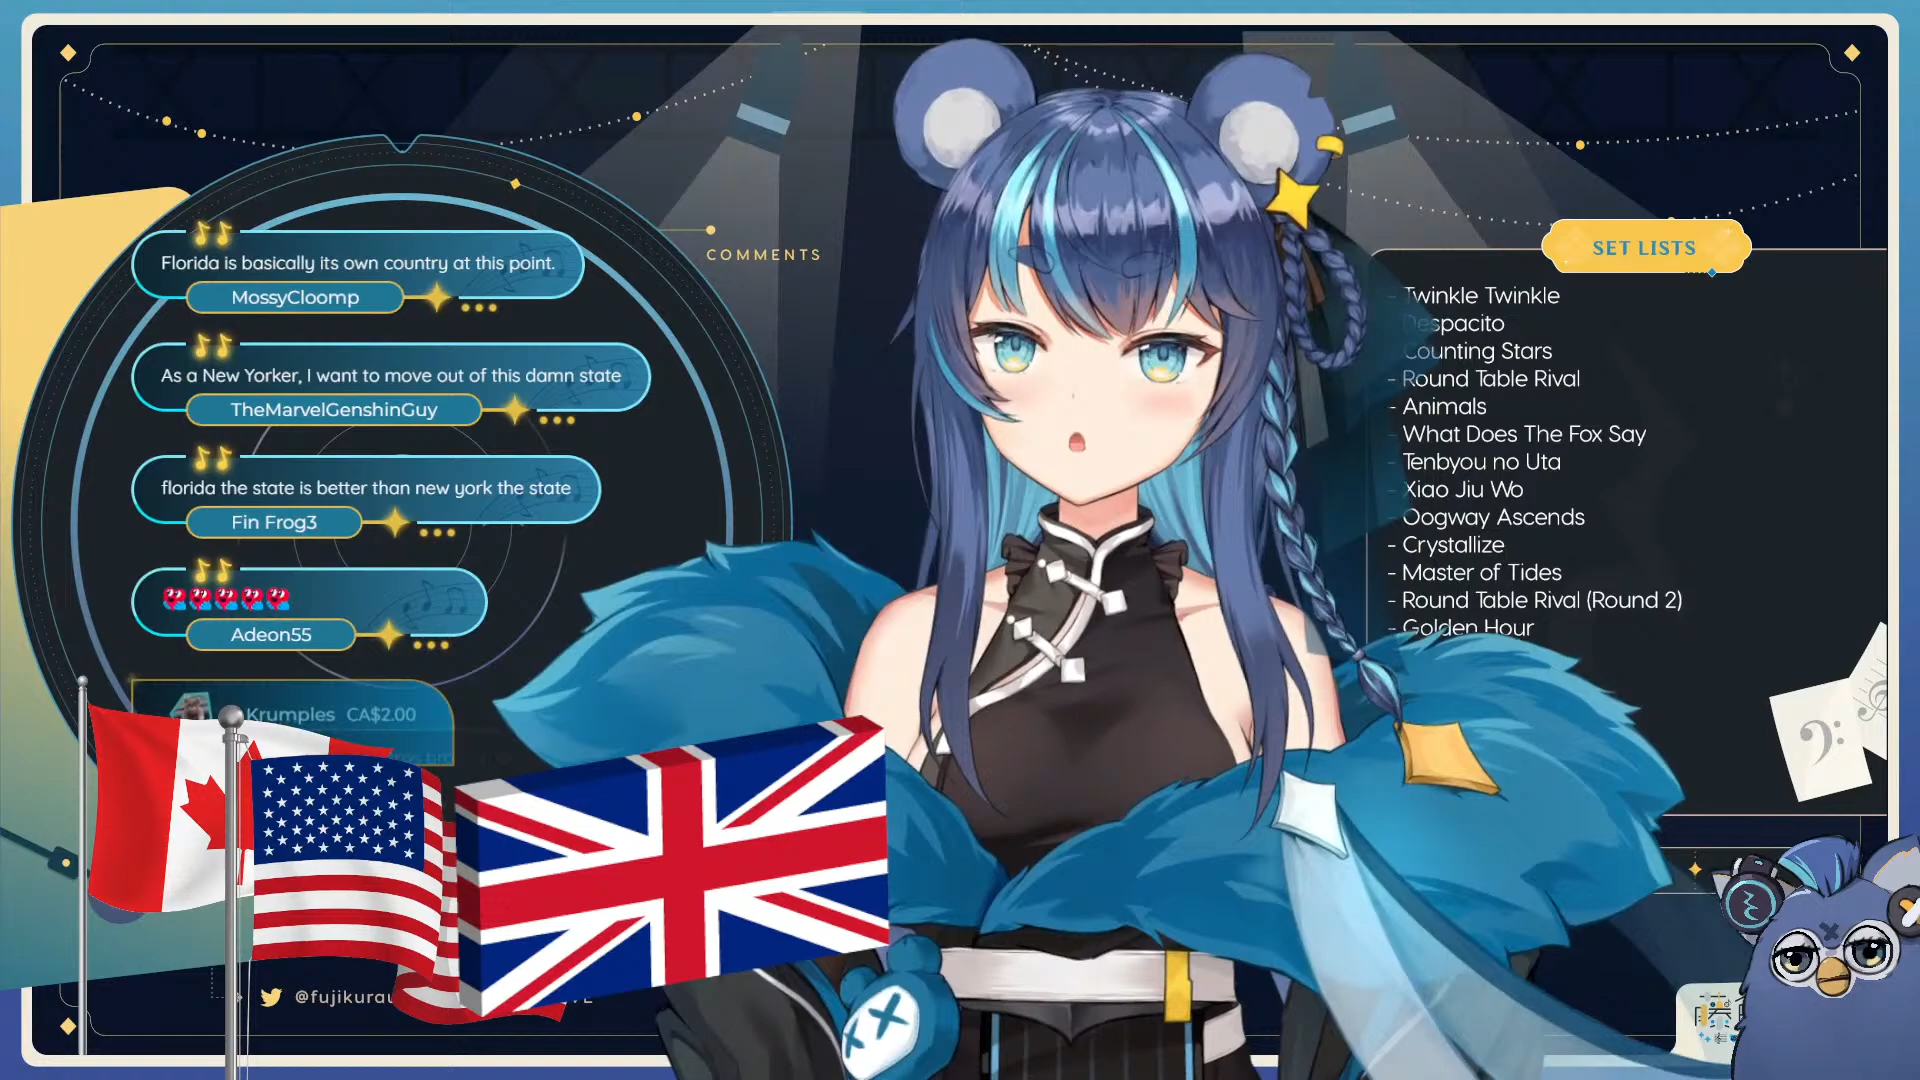 Florida is basically its own country at this point.
MossyCloomp
As a New Yorker, I want to move out of this damn state
TheMarvelGenshinGuy
florida the state is better than new york the state
Fin Frog3
Adeon55
Krumples CA$2.00
@fujikurau
COMMENTS
SET LISTS
- Twinkle Twinkle
Despacito
Counting Stars
- Round Table Rival
- Animals
What Does The Fox Say
Tenbyou no Uta
Xiao Jiu Wo
Oogway Ascends
- Crystallize
- Master of Tides
- Round Table Rival (Round 2)
- Golden Hour